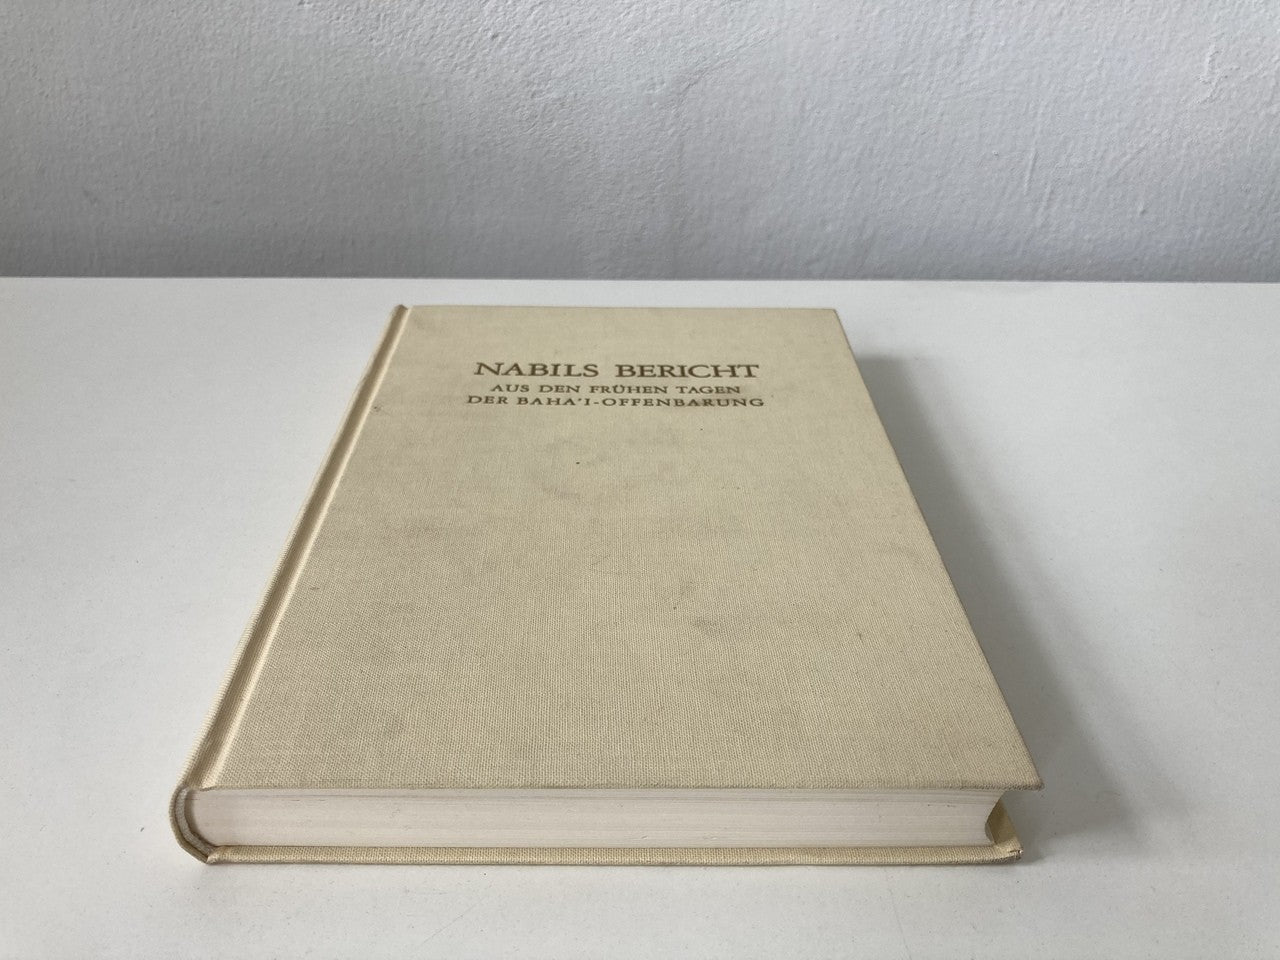 NABILS BERICHT
AUS DEN FRÜHEN TAGEN
DER BAHA'I-OFFENBARUNG